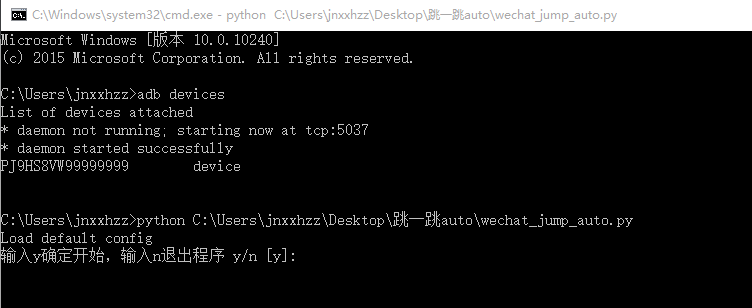 C:\Windows\system32\cmd.exe - python  C:\Users\jnxxhzz\Desktop\跳一跳auto\wechat_jump_auto.py
Microsoft Windows [版本 10.0.10240]
(c) 2015 Microsoft Corporation. All rights reserved.
C:\Users\jnxxhzz>adb devices
List of devices attached
* daemon not running; starting now at tcp:5037
* daemon started successfully
PJ9HS8VW99999999        device
C:\Users\jnxxhzz>python C:\Users\jnxxhzz\Desktop\跳一跳auto\wechat_jump_auto.py
Load default config
输入y确定开始，输入n退出程序 y/n [y]: